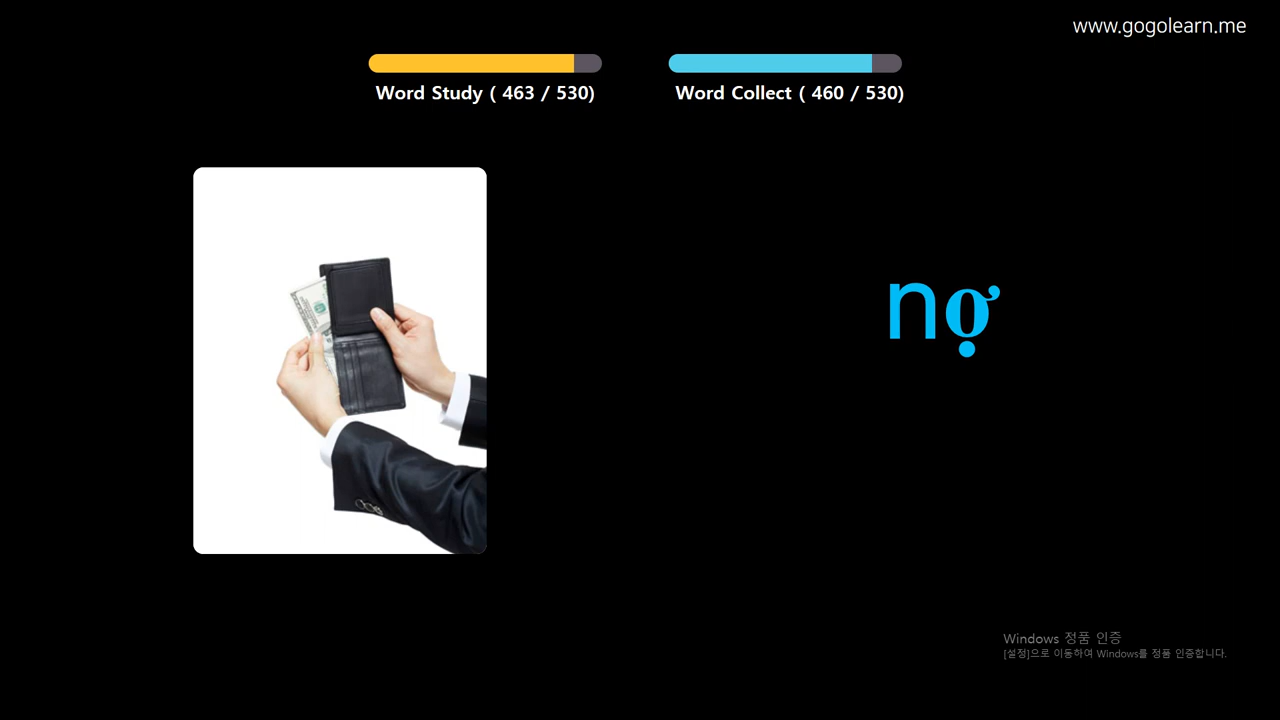 www.gogolearn.me
Word Study ( 463 / 530)
Word Collect ( 460 / 530)
nợ
Windows 정품 인증
[설정]으로 이동하여 Windows를 정품 인증합니다.